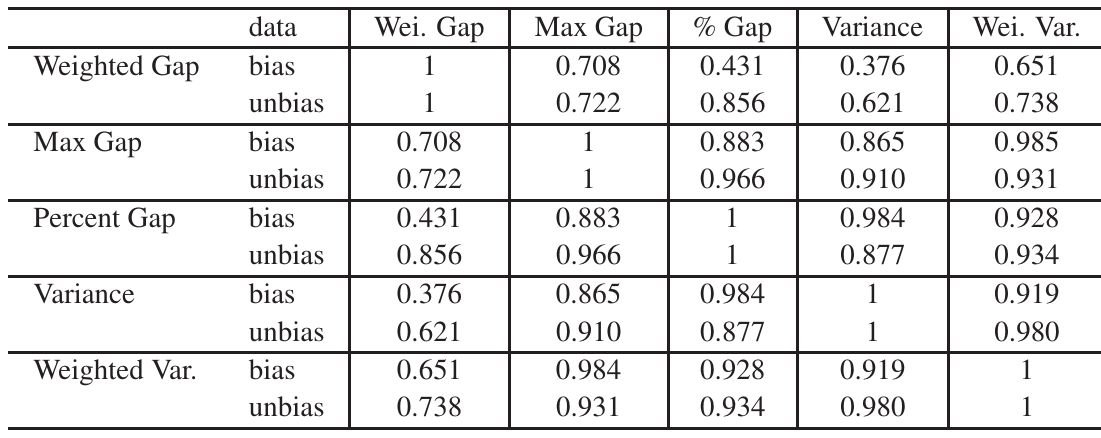 data Wei. Gap Max Gap % Gap Variance Wei. Var.
Weighted Gap bias 1 0.708 0.431 0.376 0.651
unbias 1 0.722 0.856 0.621 0.738
Max Gap bias 0.708 1 0.883 0.865 0.985
unbias 0.722 1 0.966 0.910 0.931
Percent Gap bias 0.431 0.883 1 0.984 0.928
unbias 0.856 0.966 1 0.877 0.934
Variance bias 0.376 0.865 0.984 1 0.919
unbias 0.621 0.910 0.877 1 0.980
Weighted Var. bias 0.651 0.984 0.928 0.919 1
unbias 0.738 0.931 0.934 0.980 1